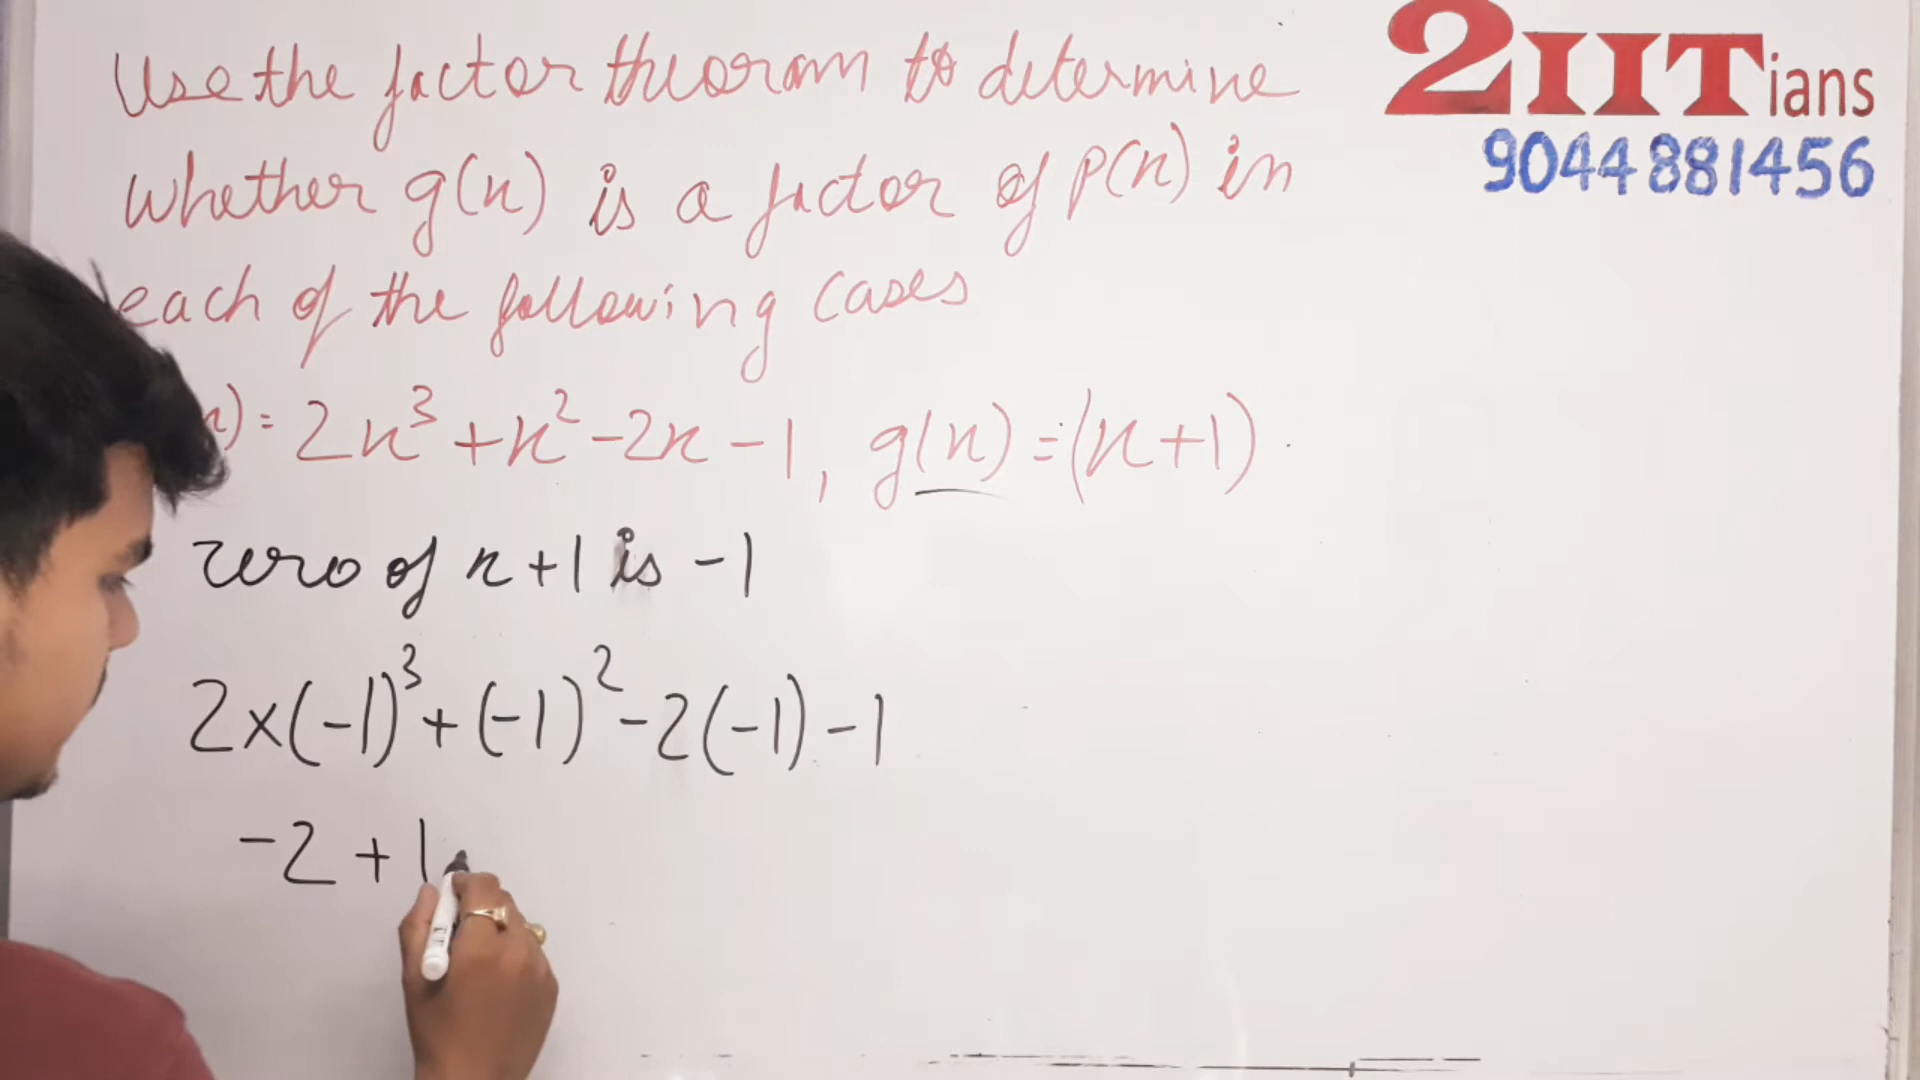 Use the factor theoram to determine
whether g(x) is a factor of p(x) in
each of the following cases
x) = 2x³ + x² - 2x - 1, g(x) = (x+1)
zero of x+1 is -1
2×(-1)³ + (-1)² - 2(-1) - 1
-2 + 1
2IITians
9044881456